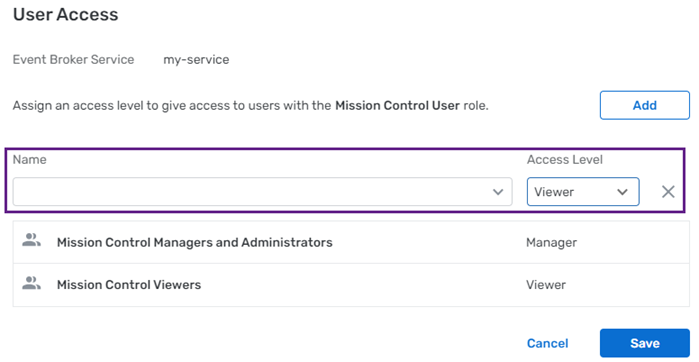 User Access
Event Broker Service my-service
Assign an access level to give access to users with the Mission Control User role. Add
Name Access Level
Viewer
Mission Control Managers and Administrators Manager
Mission Control Viewers Viewer
Cancel Save